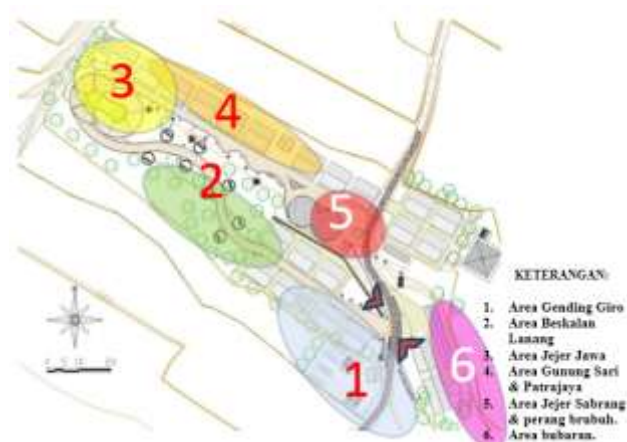 3
4
2
5
1
6
KETERANGAN:
1. Area Gending Giro
2. Area Beskalan
Lanang
3. Area Jejer Jawa
4. Area Gunung Sari
& Patrajaya
5. Area Jejer Sabrang
& perang brubuh.
6. Area bubaran.